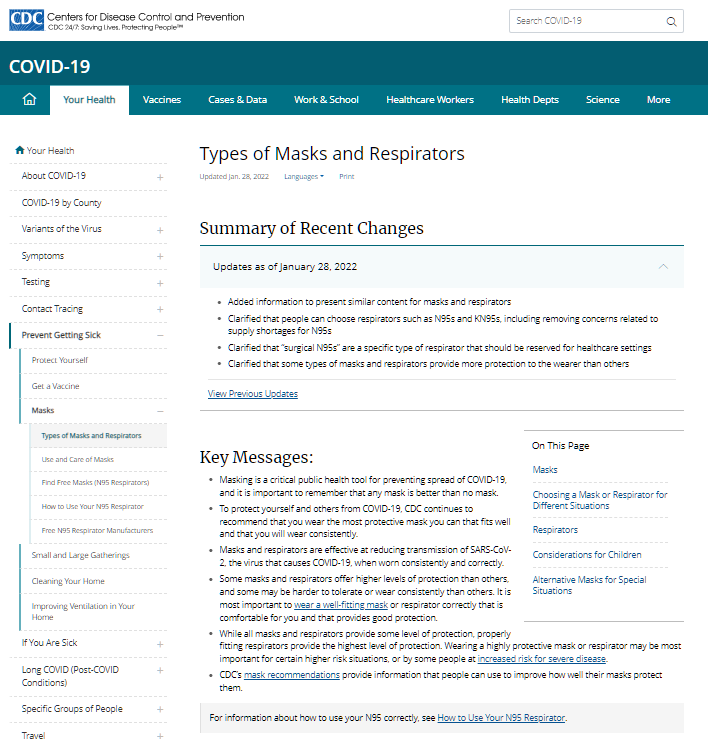 CDC Centers for Disease Control and Prevention
CDC 24/7: Saving Lives, Protecting People™
Search COVID-19
COVID-19
Your Health
Vaccines
Cases & Data
Work & School
Healthcare Workers
Health Depts
Science
More
Your Health
About COVID-19
COVID-19 by County
Variants of the Virus
Symptoms
Testing
Contact Tracing
Prevent Getting Sick
Protect Yourself
Get a Vaccine
Masks
Types of Masks and Respirators
Use and Care of Masks
Find Free Masks (N95 Respirators)
How to Use Your N95 Respirator
Free N95 Respirator Manufacturers
Small and Large Gatherings
Cleaning Your Home
Improving Ventilation in Your
Home
If You Are Sick
Long COVID (Post-COVID
Conditions)
Specific Groups of People
Travel
Types of Masks and Respirators
Updated Jan. 28, 2022
Languages
Print
Summary of Recent Changes
Updates as of January 28, 2022
Added information to present similar content for masks and respirators
Clarified that people can choose respirators such as N95s and KN95s, including removing concerns related to
supply shortages for N95s
Clarified that "surgical N95s" are a specific type of respirator that should be reserved for healthcare settings
Clarified that some types of masks and respirators provide more protection to the wearer than others
View Previous Updates
Key Messages:
Masking is a critical public health tool for preventing spread of COVID-19,
and it is important to remember that any mask is better than no mask.
To protect yourself and others from COVID-19, CDC continues to
recommend that you wear the most protective mask you can that fits well
and that you will wear consistently.
Masks and respirators are effective at reducing transmission of SARS-CoV-
2, the virus that causes COVID-19, when worn consistently and correctly.
Some masks and respirators offer higher levels of protection than others,
and some may be harder to tolerate or wear consistently than others. It is
most important to wear a well-fitting mask or respirator correctly that is
comfortable for you and that provides good protection.
While all masks and respirators provide some level of protection, properly
fitting respirators provide the highest level of protection. Wearing a highly protective mask or respirator may be most
important for certain higher risk situations, or by some people at increased risk for severe disease.
CDC's mask recommendations provide information that people can use to improve how well their masks protect
them.
For information about how to use your N95 correctly, see How to Use Your N95 Respirator.
On This Page
Masks
Choosing a Mask or Respirator for
Different Situations
Respirators
Considerations for Children
Alternative Masks for Special
Situations